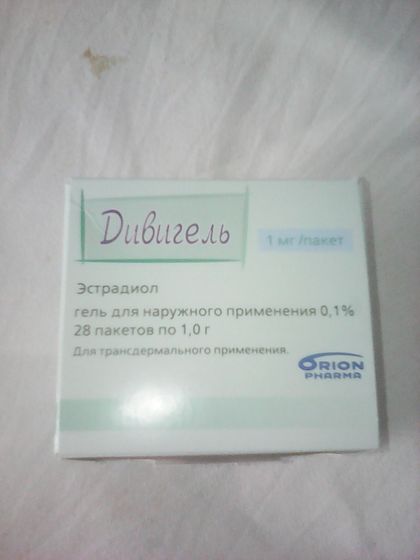 Дивигель
1 мг/пакет
Эстрадиол
гель для наружного применения 0,1%
28 пакетов по 1,0 г
Для трансдермального применения.
ORION
PHARMA